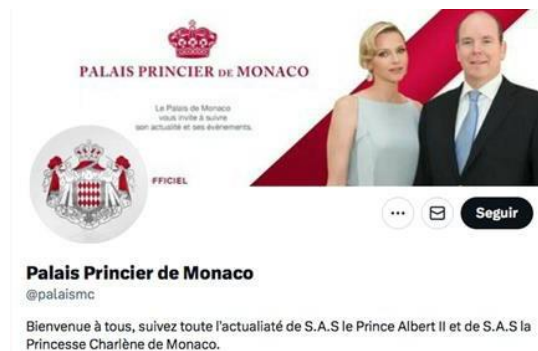 PALAIS PRINCIER DE MONACO
Le Palais de Monaco
vous invite à suivre
son actualité et ses événements.
FFICIEL
Seguir
Palais Princier de Monaco
@palaismc
Bienvenue à tous, suivez toute l'actualiaté de S.A.S le Prince Albert II et de S.A.S la
Princesse Charlène de Monaco.